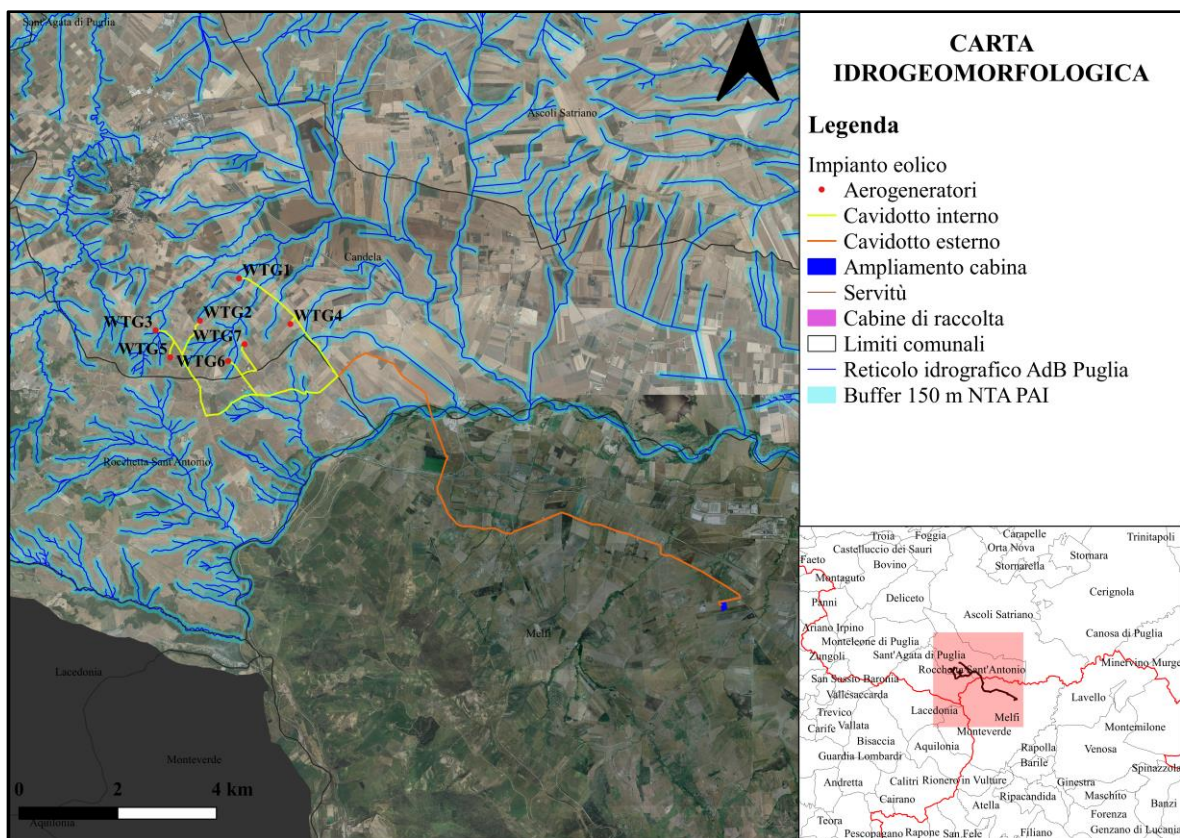 Sant'Agata di Puglia
Ascoli Satriano
Candela
WTG1
WTG2
WTG3
WTG4
WTG7
WTG5
WTG6
Rocchetta Sant'Antonio
Melfi
Lacedonia
Monteverde
Aquilonia
0 2 4 km
CARTA
IDROGEOMORFOLOGICA
Legenda
Impianto eolico
Aerogeneratori
Cavidotto interno
Cavidotto esterno
Ampliamento cabina
Servitù
Cabine di raccolta
Limiti comunali
Reticolo idrografico AdB Puglia
Buffer 150 m NTA PAI
Troia Foggia Carapelle Trinitapoli
Castelluccio dei Sauri Orta Nova
Faeto Bovino Stornarella Stornara
Montaguto
Panni Deliceto Cerignola
Ascoli Satriano
Ariano Irpino Canosa di Puglia
Monteleone di Puglia
Zungoli Sant'Agata di Puglia Minervino Murge
Rocchetta Sant'Antonio
San Sossio Baronia
Vallesaccarda Lavello
Trevico Lacedonia Melfi
Carife Vallata Monteverde Montemilone
Bisaccia Aquilonia Rapolla Venosa
Guardia Lombardi Barile Spinazzola
Andretta Calitri Rionero in Vulture Ginestra
Cairano Ripacandida Maschito Banzi
Teora Atella Forenza
Pescopagano Rapone San Fele Filiano Genzano di Lucania